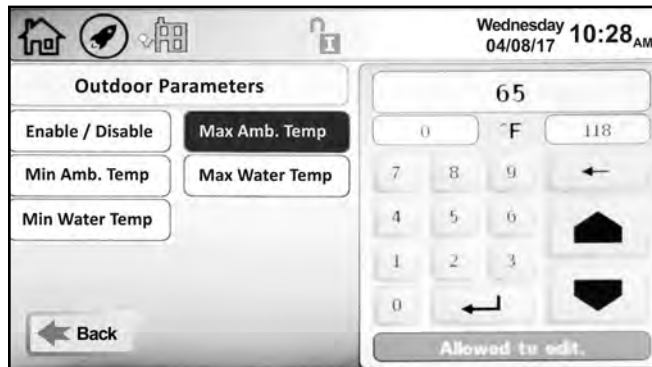 Wednesday
04/08/17
10:28 AM
Outdoor Parameters
Enable / Disable
Max Amb. Temp
Min Amb. Temp
Max Water Temp
Min Water Temp
Back
65
0
°F
118
7 8 9
4 5 6
1 2 3
0
Allowed to edit.
I